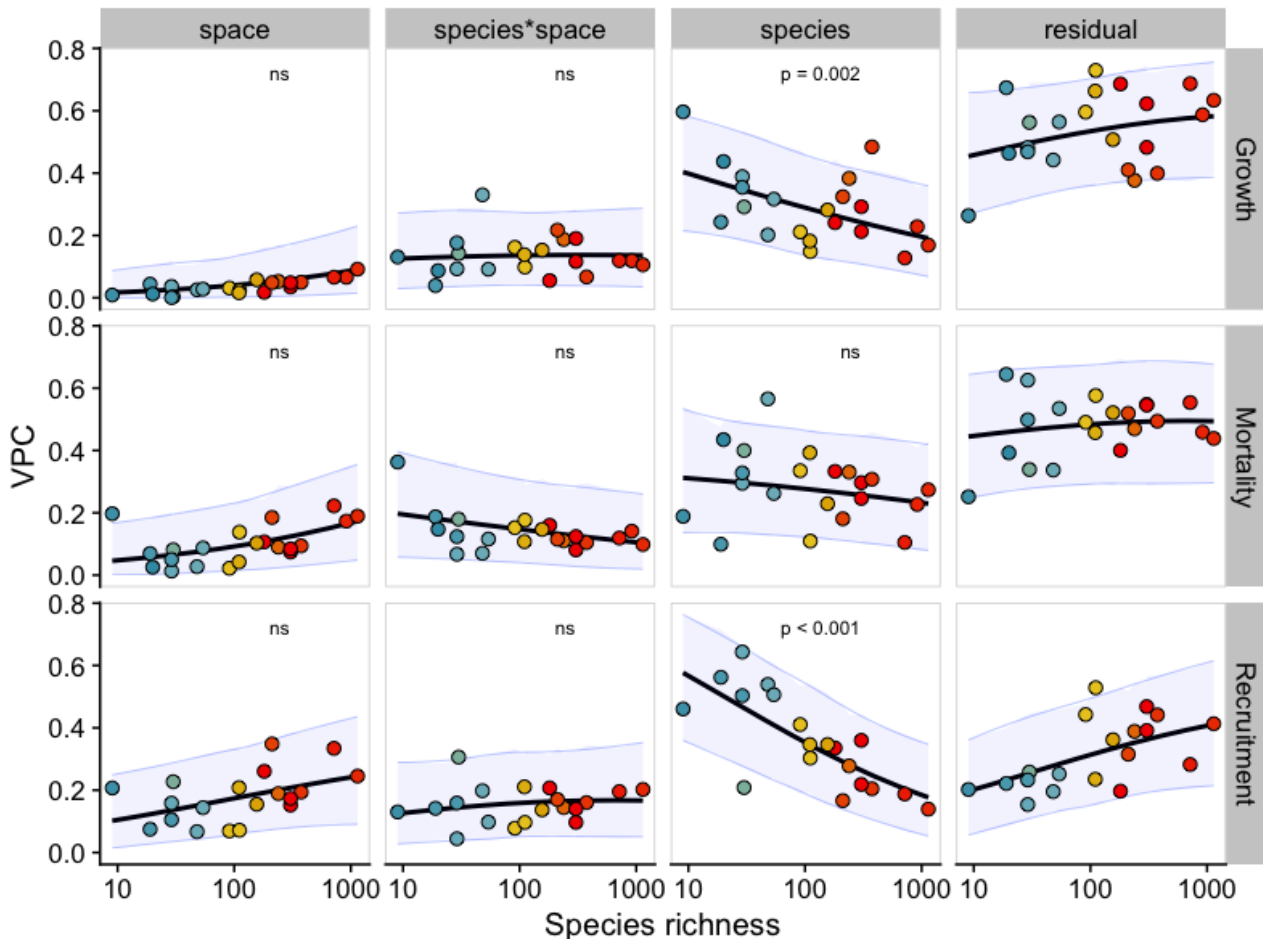 space species*space species residual
0.8
0.6
0.4
0.2
0.0
ns
ns
p = 0.002
Growth
0.8
0.6
0.4
0.2
0.0
ns
ns
ns
Mortality
VPC
0.8
0.6
0.4
0.2
0.0
ns
ns
p < 0.001
Recruitment
10 100 1000 10 100 1000 10 100 1000 10 100 1000
Species richness